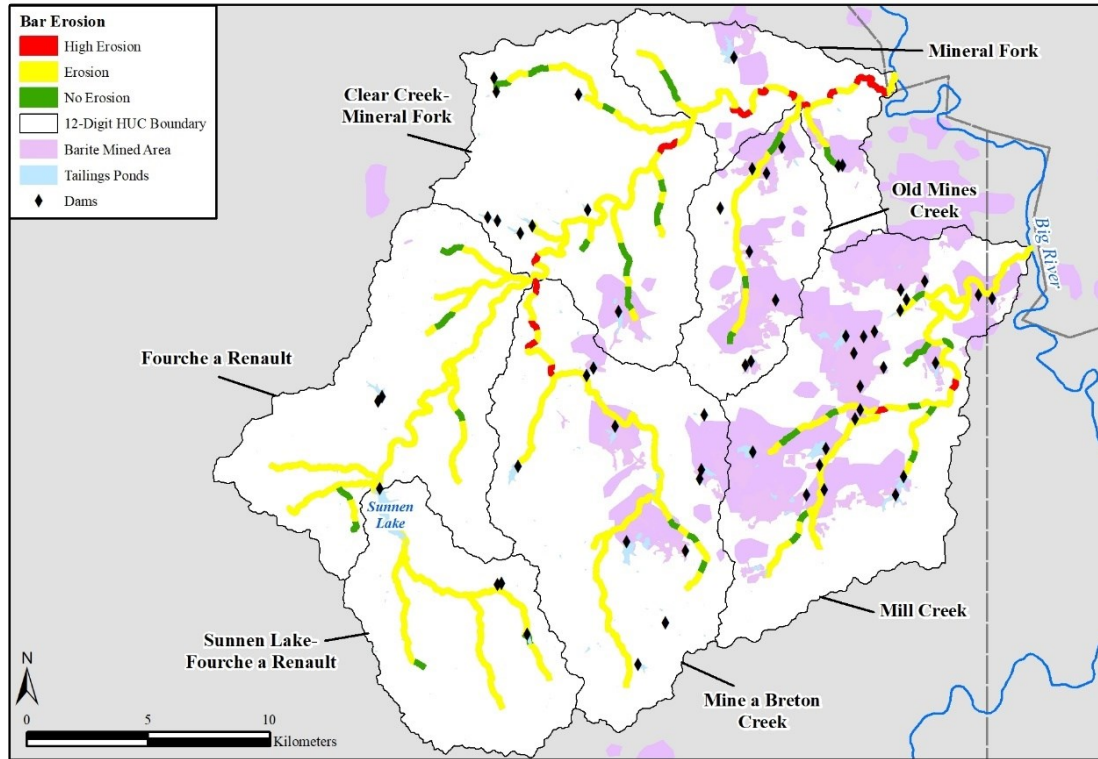 Bar Erosion
High Erosion
Erosion
No Erosion
12-Digit HUC Boundary
Barite Mined Area
Tailings Ponds
Dams
Mineral Fork
Clear Creek-
Mineral Fork
Old Mines
Creek
Big River
Fourche a Renault
Sunnen
Lake
Mill Creek
Sunnen Lake-
Fourche a Renault
Mine a Breton
Creek
N
0 5 10
Kilometers